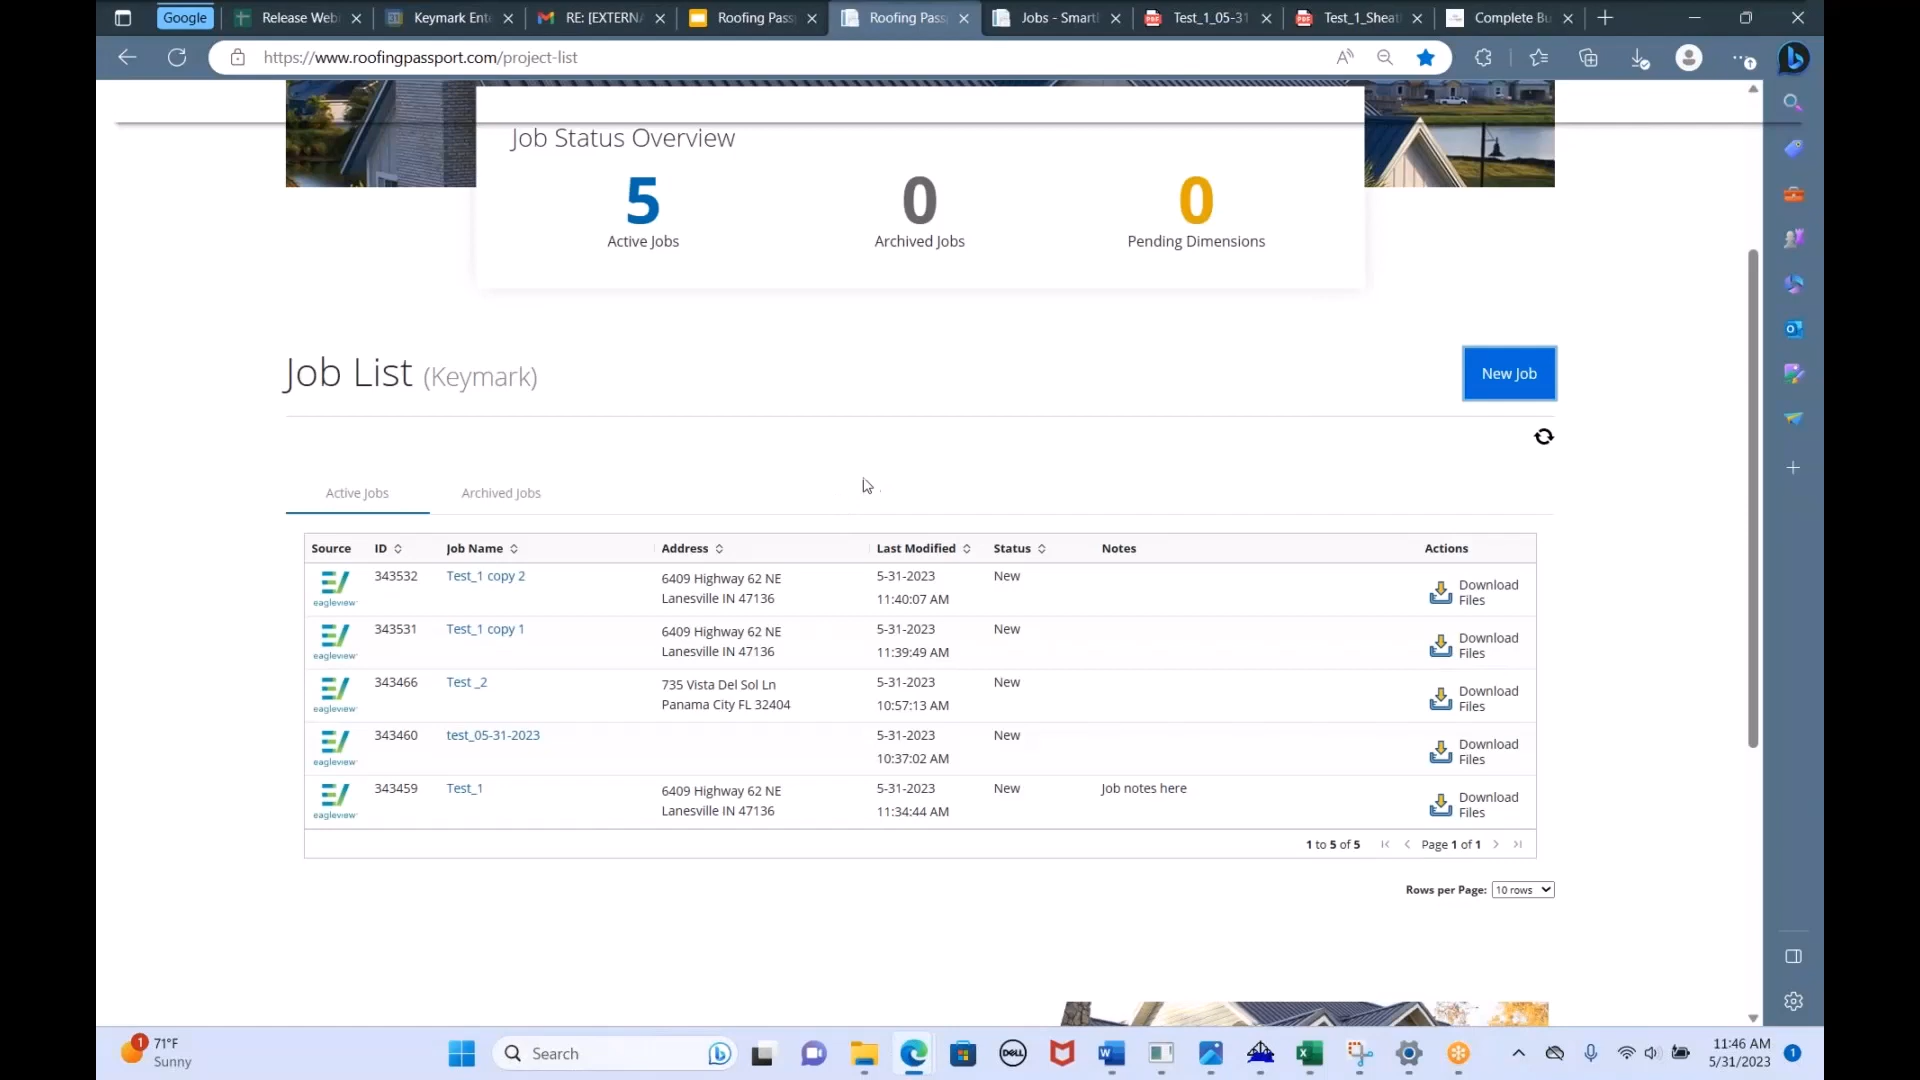 Google
Release Web
Keymark Ent
RE: [EXTERNA
Roofing Pass
Roofing Pass
Jobs - Smart
Test_1_05-31
Test_1_Sheat
Complete Bu
https://www.roofingpassport.com/project-list
Job Status Overview
5 0 0
Active Jobs Archived Jobs Pending Dimensions
Job List (Keymark)
New Job
Active Jobs Archived Jobs
Source ID Job Name Address Last Modified Status Notes Actions
eagleview 343532 Test_1 copy 2 6409 Highway 62 NE 5-31-2023 New Download
Lanesville IN 47136 11:40:07 AM Files
eagleview 343531 Test_1 copy 1 6409 Highway 62 NE 5-31-2023 New Download
Lanesville IN 47136 11:39:49 AM Files
eagleview 343466 Test _2 735 Vista Del Sol Ln 5-31-2023 New Download
Panama City FL 32404 10:57:13 AM Files
eagleview 343460 test_05-31-2023 5-31-2023 New Download
10:37:02 AM Files
eagleview 343459 Test_1 6409 Highway 62 NE 5-31-2023 New Job notes here Download
Lanesville IN 47136 11:34:44 AM Files
1 to 5 of 5 Page 1 of 1
Rows per Page: 10 rows
1 71°F
Sunny
Search
DELL
11:46 AM
5/31/2023
1